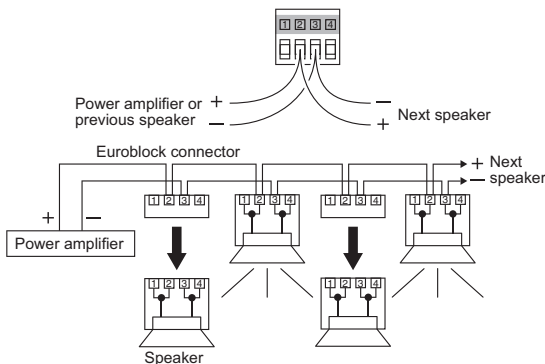 1 2 3 4
Power amplifier or
previous speaker
+
−
−
+
Next speaker
Euroblock connector
+ Next
− speaker
1 2 3 4
1 2 3 4
1 2 3 4
1 2 3 4
+ −
Power amplifier
1 2 3 4
1 2 3 4
Speaker